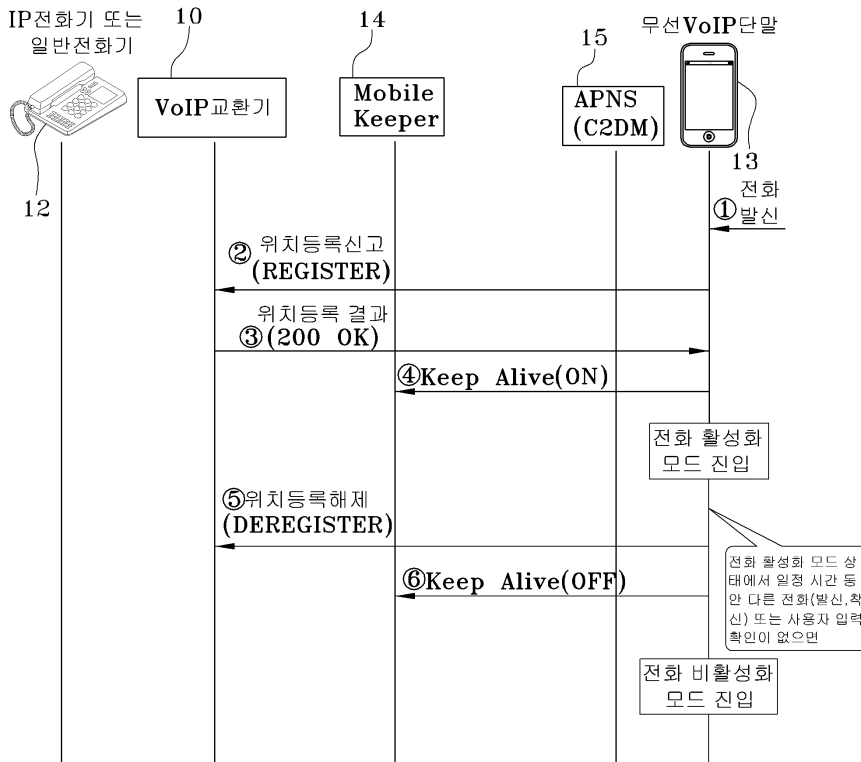 IP전화기 또는
일반전화기
12
10
VoIP교환기
14
Mobile
Keeper
15
APNS
(C2DM)
무선VoIP단말
13
① 전화
발신
② 위치등록신고
(REGISTER)
위치등록 결과
③(200 OK)
④Keep Alive(ON)
전화 활성화
모드 진입
⑤위치등록해제
(DEREGISTER)
⑥Keep Alive(OFF)
전화 활성화 모드 상
태에서 일정 시간 동
안 다른 전화(발신,착
신) 또는 사용자 입력
확인이 없으면
전화 비활성화
모드 진입